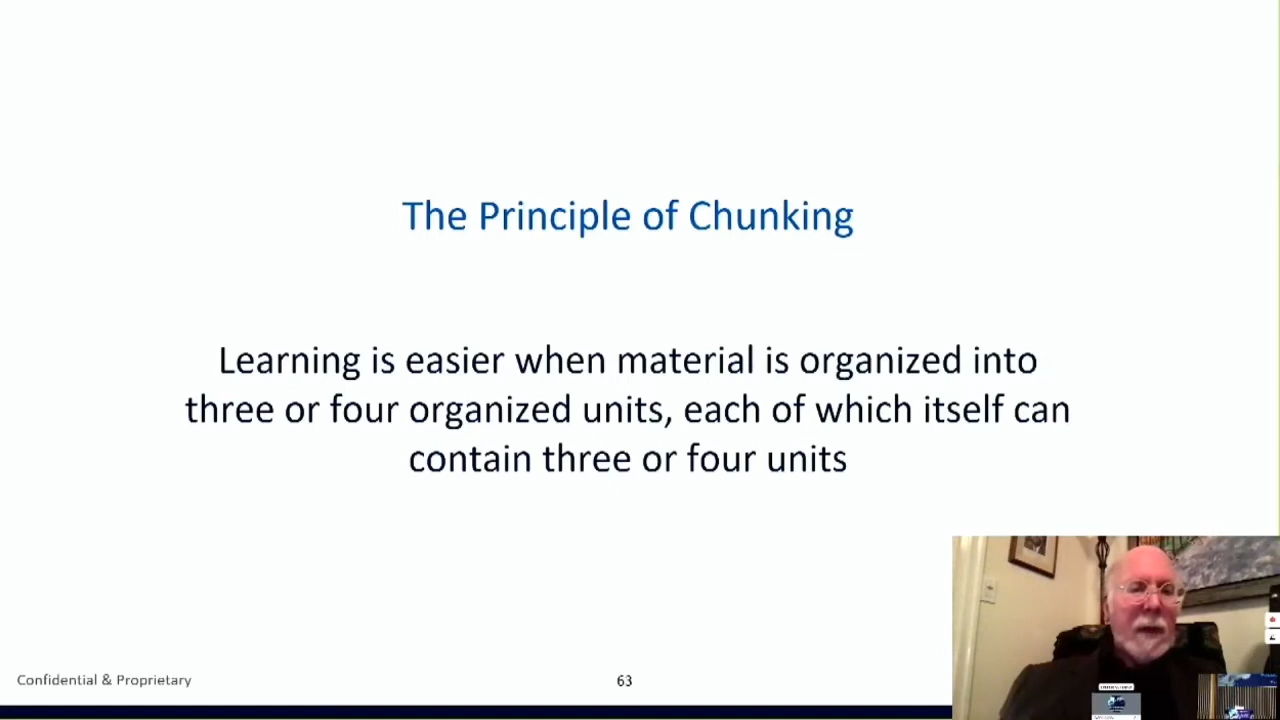 The Principle of Chunking
Learning is easier when material is organized into
three or four organized units, each of which itself can
contain three or four units
Confidential & Proprietary
63